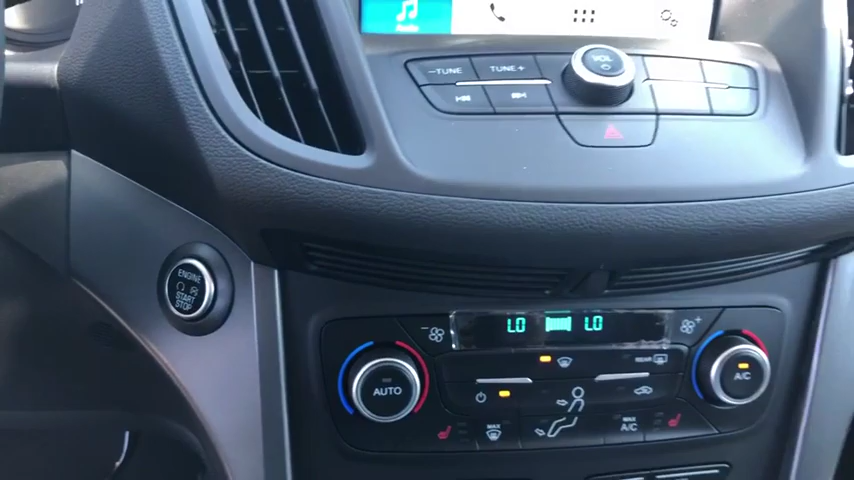 − TUNE
TUNE +
VOL
ENGINE
START
STOP
LO
LO
REAR
AUTO
A/C
MAX
MAX
A/C